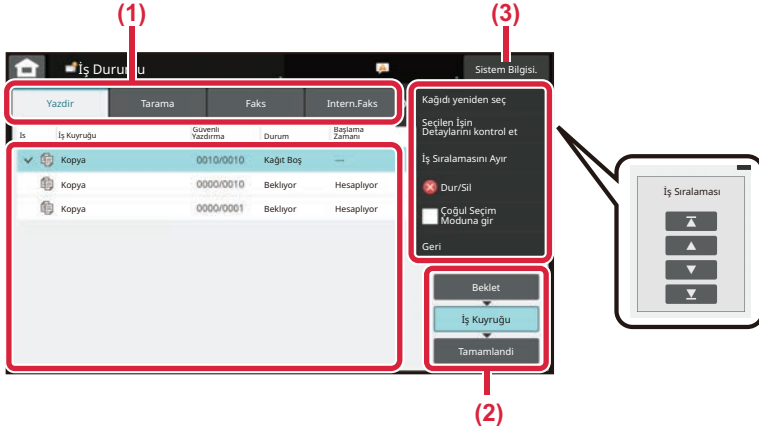 (1)
(3)
İş Durumu
Sistem Bilgisi.
Yazdir
Tarama
Faks
Intern.Faks
Is
İş Kuyruğu
Güvenli
Yazdırma
Durum
Başlama
Zamanı
Kopya
0010/0010
Kağıt Boş
---
Kopya
0000/0010
Bekliyor
Hesaplıyor
Kopya
0000/0001
Bekliyor
Hesaplıyor
Kağıdı yeniden seç
Seçilen İşin
Detaylarını kontrol et
İş Sıralamasını Ayır
Dur/Sil
Çoğul Seçim
Moduna gir
Geri
Beklet
İş Kuyruğu
Tamamlandi
(2)
İş Sıralaması